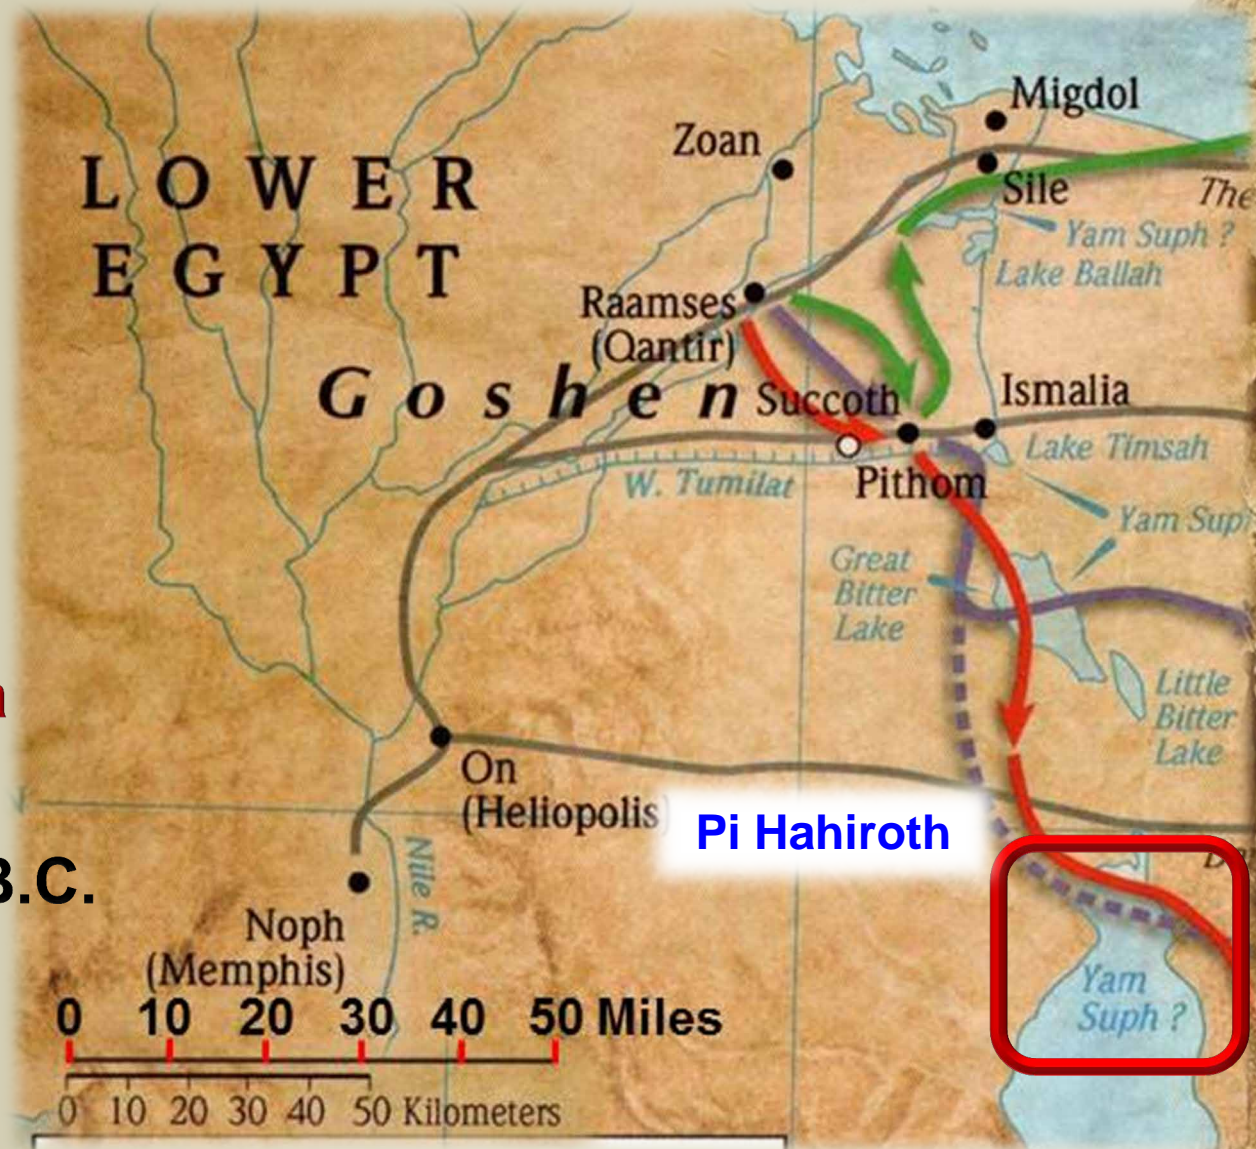 Migdol
Zoan
LOWER
EGYPT
Sile
The
Yam Suph ?
Lake Ballah
Raamses
(Qantir)
Goshen
Succoth
Ismalia
Lake Timsah
W. Tumilat
Pithom
Yam Sup
Great
Bitter
Lake
Little
Bitter
Lake
On
(Heliopolis)
Pi Hahiroth
B.C.
Nile R.
Noph
(Memphis)
Yam
Suph ?
0 10 20 30 40 50 Miles
0 10 20 30 40 50 Kilometers